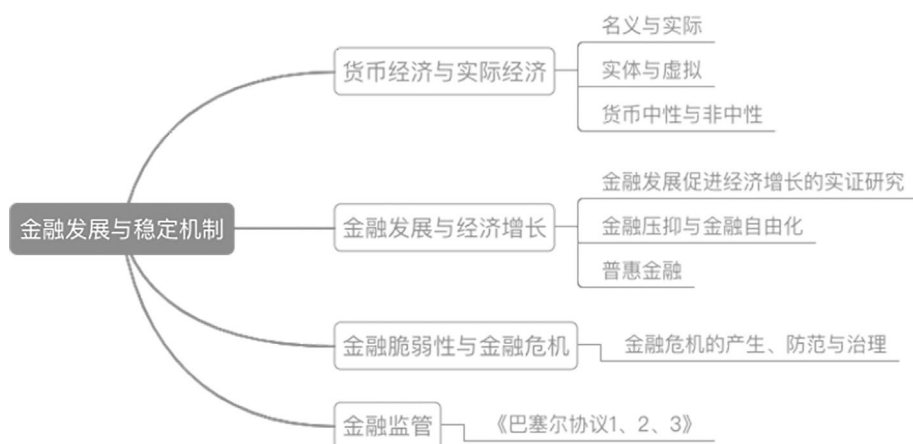 名义与实际
货币经济与实际经济
实体与虚拟
货币中性与非中性
金融发展促进经济增长的实证研究
金融发展与稳定机制
金融发展与经济增长
金融压抑与金融自由化
普惠金融
金融脆弱性与金融危机
金融危机的产生、防范与治理
金融监管
《巴塞尔协议1、2、3》